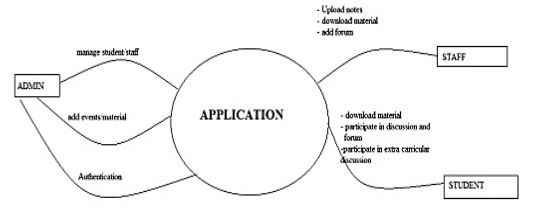 - Upload notes
- download material
- add forum
manage student/staff
STAFF
ADMIN
add events/material
APPLICATION
- download material
- participate in discussion and
forum
-participate in extra carricular
discussion
Authentication
STUDENT